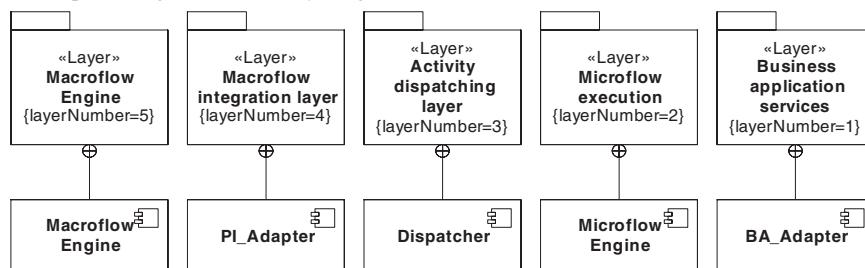 «Layer»
Macroflow
Engine
{layerNumber=5}
«Layer»
Macroflow
integration layer
{layerNumber=4}
«Layer»
Activity
dispatching
layer
{layerNumber=3}
«Layer»
Microflow
execution
{layerNumber=2}
«Layer»
Business
application
services
{layerNumber=1}
Macroflow
Engine
PI_Adapter
Dispatcher
Microflow
Engine
BA_Adapter